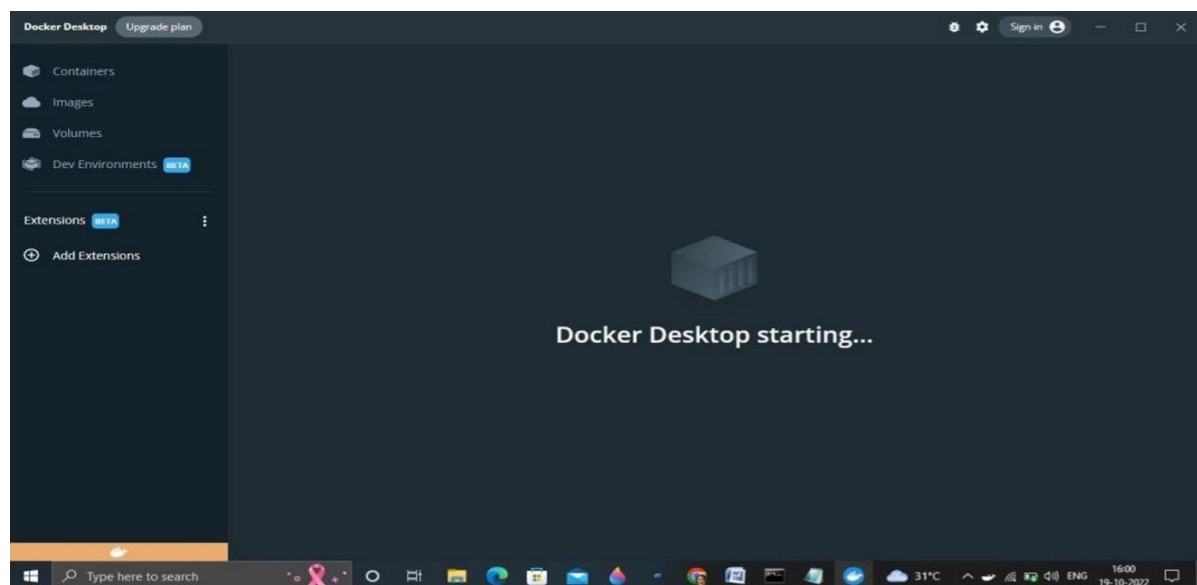 Docker Desktop Upgrade plan Sign in
Containers
Images
Volumes
Dev Environments BETA
Extensions BETA
Add Extensions
Docker Desktop starting...
Type here to search 31°C ENG 16:00
19-10-2022